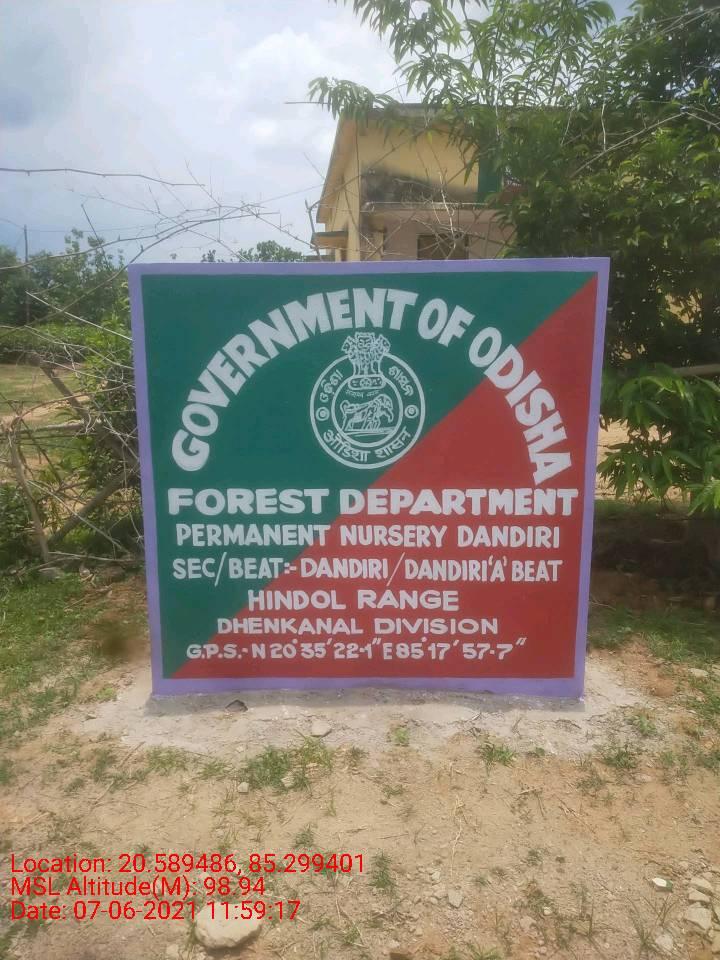 GOVERNMENT OF ODISHA
ଓଡ଼ିଶା ଶାସନ
ओड़िशा शासन
FOREST DEPARTMENT
PERMANENT NURSERY DANDIRI
SEC/BEAT:-DANDIRI/DANDIRI'A' BEAT
HINDOL RANGE
DHENKANAL DIVISION
G.P.S.-N 20°35'22.1" E 85°17'57.7"
Location: 20.589486, 85.299401
MSL Altitude(M): 98.94
Date: 07-06-2021 11:59:17